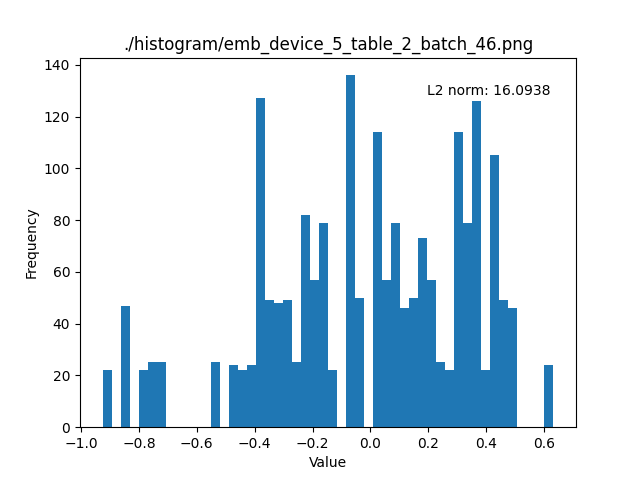 ./histogram/emb_device_5_table_2_batch_46.png
L2 norm: 16.0938
140
120
100
80
60
40
20
0
Frequency
−1.0 −0.8 −0.6 −0.4 −0.2 0.0 0.2 0.4 0.6
Value